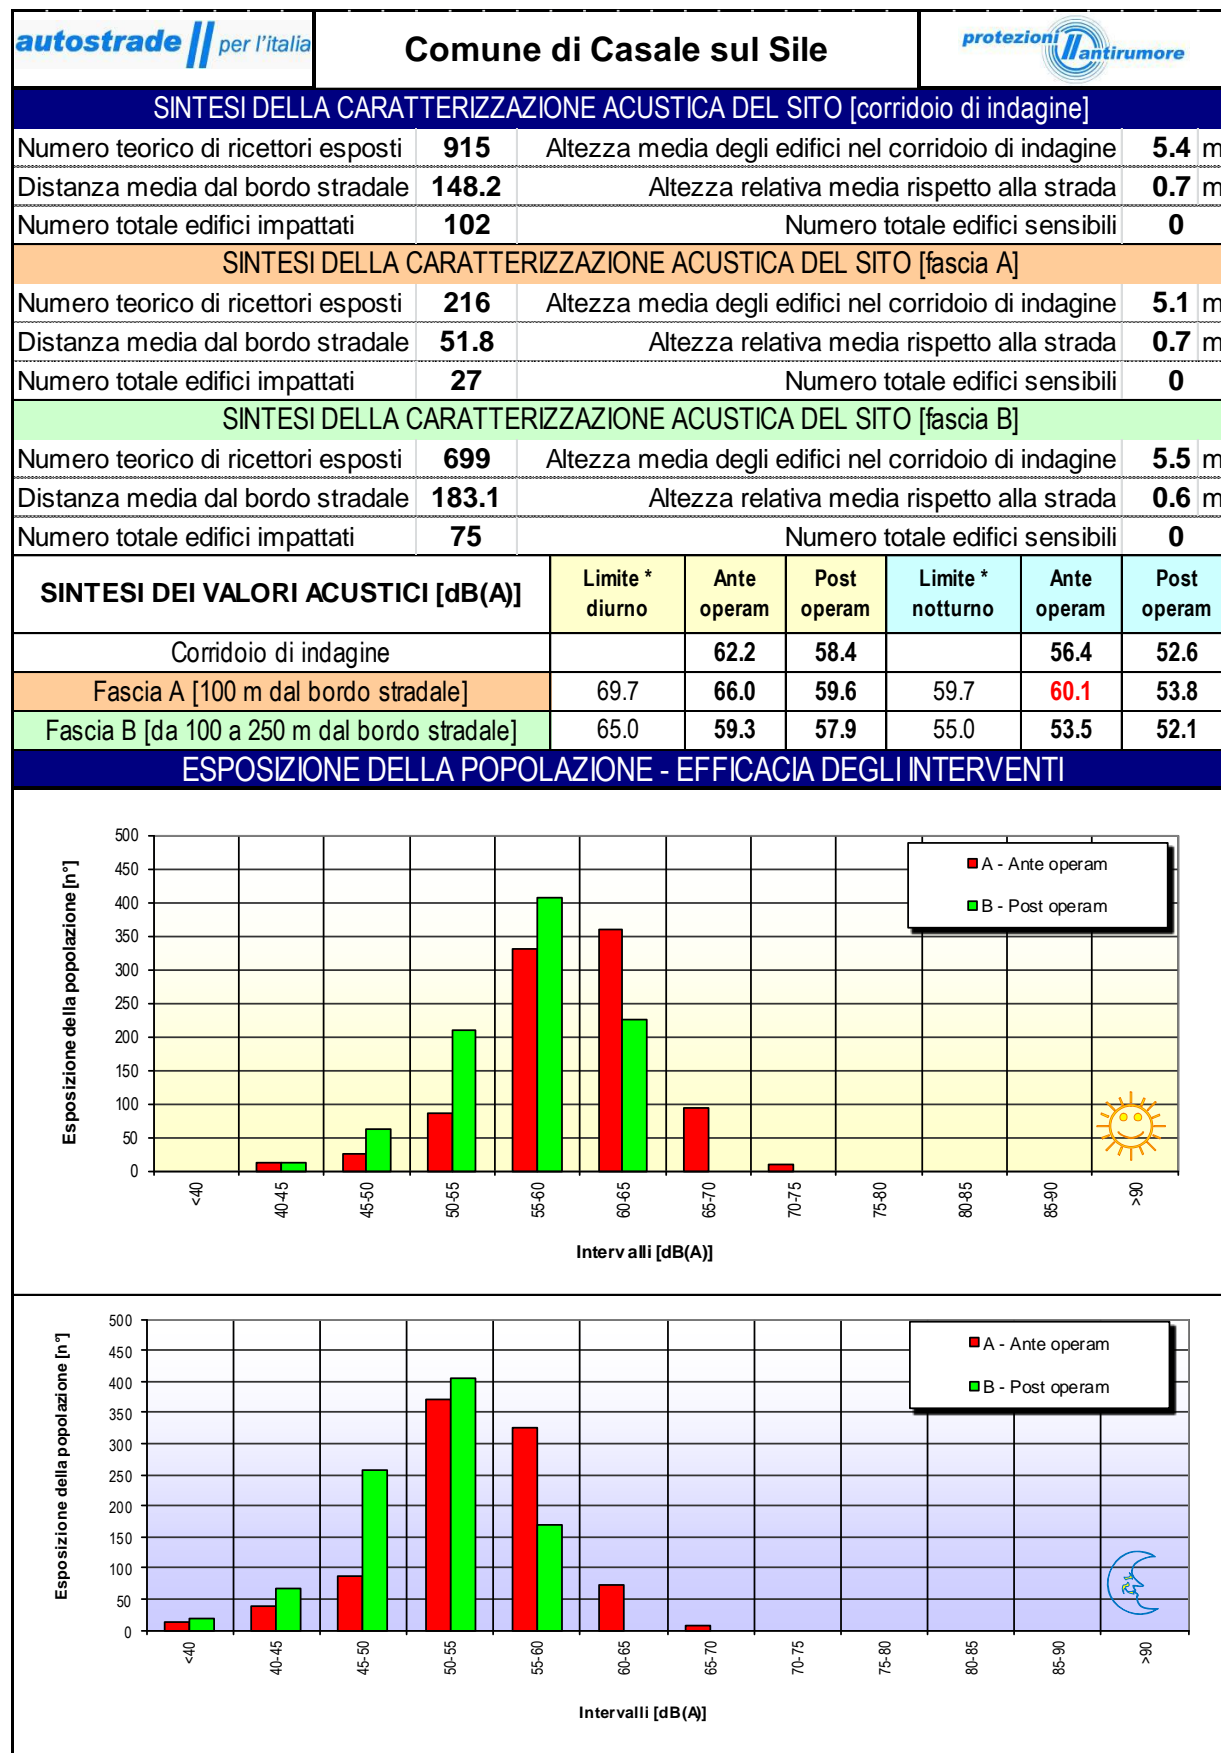 autostrade per l'italia
Comune di Casale sul Sile
protezioni antirumore
SINTESI DELLA CARATTERIZZAZIONE ACUSTICA DEL SITO [corridoio di indagine]
Numero teorico di ricettori esposti 915 Altezza media degli edifici nel corridoio di indagine 5.4 m
Distanza media dal bordo stradale 148.2 Altezza relativa media rispetto alla strada 0.7 m
Numero totale edifici impattati 102 Numero totale edifici sensibili 0
SINTESI DELLA CARATTERIZZAZIONE ACUSTICA DEL SITO [fascia A]
Numero teorico di ricettori esposti 216 Altezza media degli edifici nel corridoio di indagine 5.1 m
Distanza media dal bordo stradale 51.8 Altezza relativa media rispetto alla strada 0.7 m
Numero totale edifici impattati 27 Numero totale edifici sensibili 0
SINTESI DELLA CARATTERIZZAZIONE ACUSTICA DEL SITO [fascia B]
Numero teorico di ricettori esposti 699 Altezza media degli edifici nel corridoio di indagine 5.5 m
Distanza media dal bordo stradale 183.1 Altezza relativa media rispetto alla strada 0.6 m
Numero totale edifici impattati 75 Numero totale edifici sensibili 0
SINTESI DEI VALORI ACUSTICI [dB(A)]
Limite * Ante Post Limite * Ante Post
diurno operam operam notturno operam operam
Corridoio di indagine 62.2 58.4 56.4 52.6
Fascia A [100 m dal bordo stradale] 69.7 66.0 59.6 59.7 60.1 53.8
Fascia B [da 100 a 250 m dal bordo stradale] 65.0 59.3 57.9 55.0 53.5 52.1
ESPOSIZIONE DELLA POPOLAZIONE - EFFICACIA DEGLI INTERVENTI
Esposizione della popolazione [n°]
500
450
400
350
300
250
200
150
100
50
0
A - Ante operam
B - Post operam
<40 40-45 45-50 50-55 55-60 60-65 65-70 70-75 75-80 80-85 85-90 >90
Intervalli [dB(A)]
Esposizione della popolazione [n°]
500
450
400
350
300
250
200
150
100
50
0
A - Ante operam
B - Post operam
<40 40-45 45-50 50-55 55-60 60-65 65-70 70-75 75-80 80-85 85-90 >90
Intervalli [dB(A)]